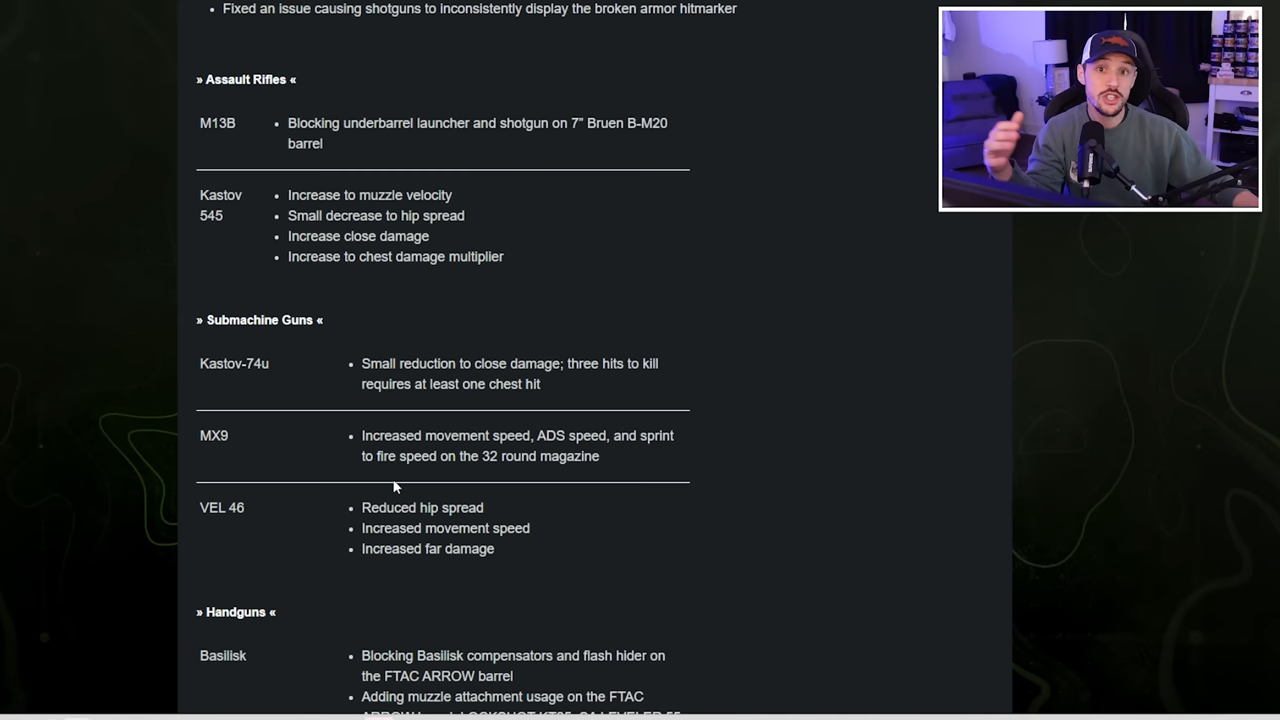 • Fixed an issue causing shotguns to inconsistently display the broken armor hitmarker
» Assault Rifles «
M13B
• Blocking underbarrel launcher and shotgun on 7” Bruen B-M20
barrel
Kastov
545
• Increase to muzzle velocity
• Small decrease to hip spread
• Increase close damage
• Increase to chest damage multiplier
» Submachine Guns «
Kastov-74u
• Small reduction to close damage; three hits to kill
requires at least one chest hit
MX9
• Increased movement speed, ADS speed, and sprint
to fire speed on the 32 round magazine
VEL 46
• Reduced hip spread
• Increased movement speed
• Increased far damage
» Handguns «
Basilisk
• Blocking Basilisk compensators and flash hider on
the FTAC ARROW barrel
• Adding muzzle attachment usage on the FTAC